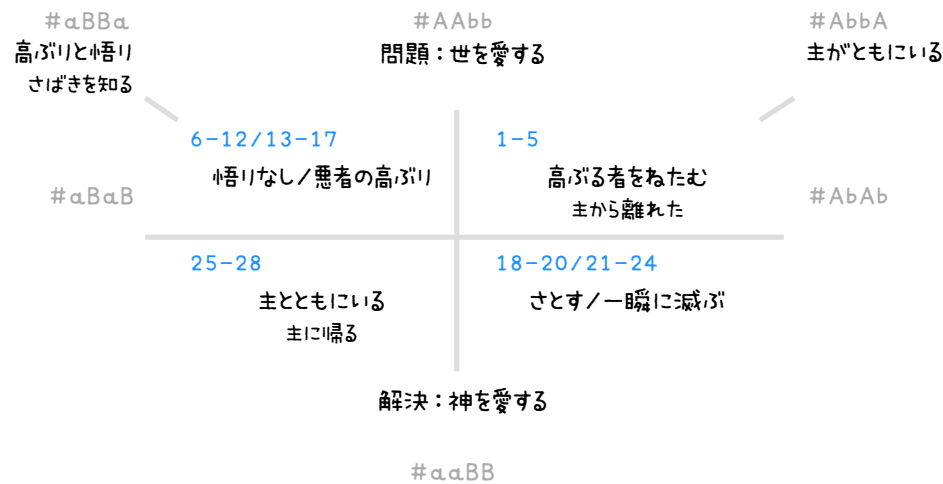 #aBBa
高ぶりと悟り
さばきを知る
#AAbb
問題：世を愛する
#AbbA
主がともにいる
6-12/13-17
悟りなし／悪者の高ぶり
1-5
高ぶる者をねたむ
主から離れた
#aBaB
#AbAb
25-28
主とともにいる
主に帰る
18-20/21-24
さとす／一瞬に滅ぶ
解決：神を愛する
#aaBB